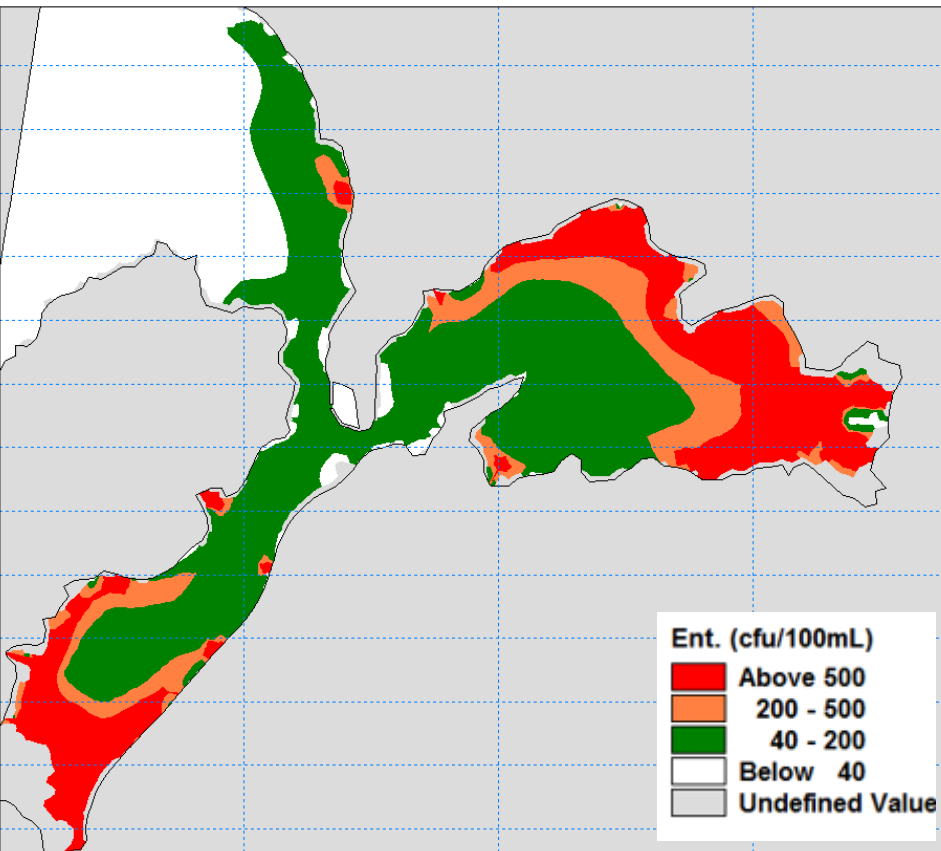 Ent. (cfu/100mL)
Above 500
200 - 500
40 - 200
Below 40
Undefined Value